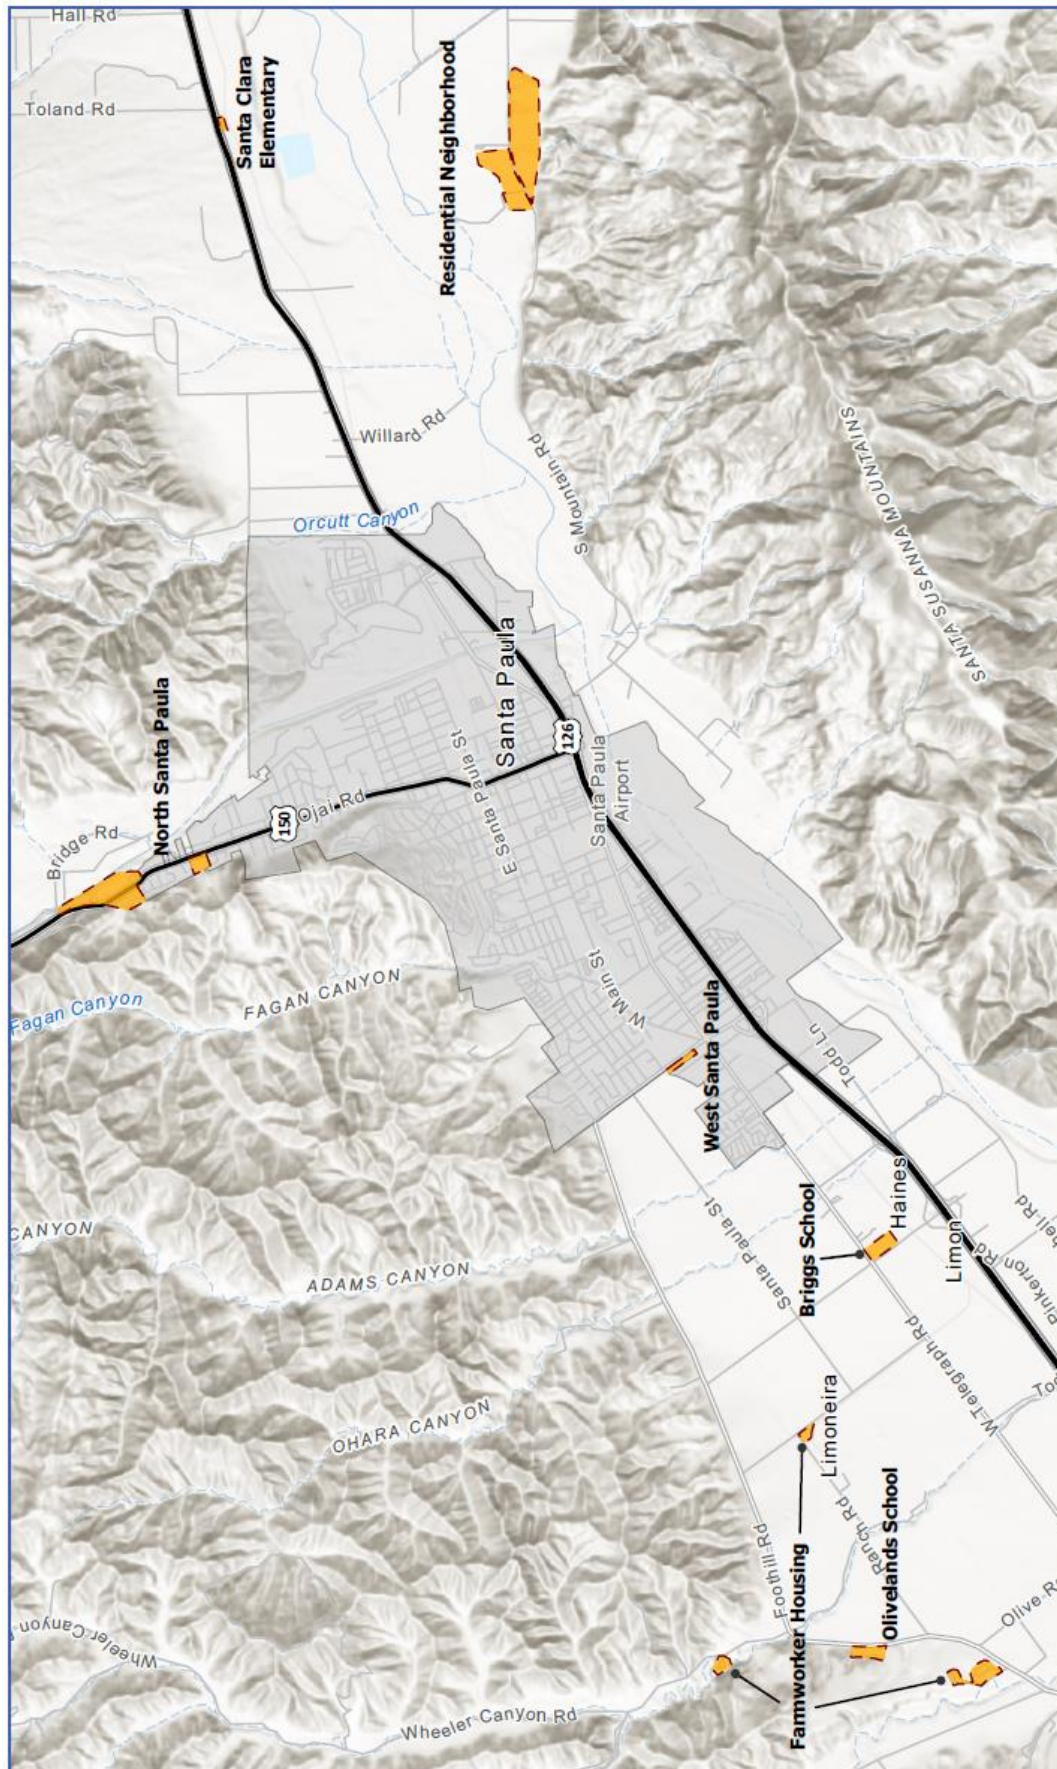 Hall Rd
Toland Rd
Santa Clara
Elementary
Residential Neighborhood
Willard Rd
Orcutt Canyon
S Mountain Rd
SANTA SUSANNA MOUNTAINS
North Santa Paula
Bridge Rd
150
Ojai Rd
Santa Paula
E Santa Paula St
126
Santa Paula
Airport
Fagan Canyon
FAGAN CANYON
W Main St
West Santa Paula
Todd Ln
CANYON
ADAMS CANYON
Santa Paula St
Briggs School
Haines
Limon
Pinkerton Rd
W Telegraph Rd
OHARA CANYON
Limoneira
Ranch Rd
Foothill Rd
Farmworker Housing
Olivelands School
Wheeler Canyon
Wheeler Canyon Rd